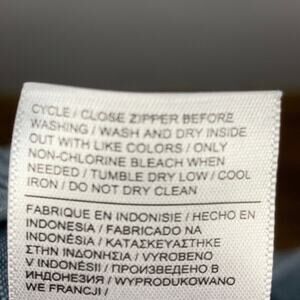 CYCLE / CLOSE ZIPPER BEFORE
WASHING / WASH AND DRY INSIDE
OUT WITH LIKE COLORS / ONLY
NON-CHLORINE BLEACH WHEN
NEEDED / TUMBLE DRY LOW / COOL
IRON / DO NOT DRY CLEAN
FABRIQUE EN INDONISIE / HECHO EN
INDONESIA / FABRICADO NA
INDONÉSIA / ΚΑΤΑΣΚΕΥΑΣΤΗΚΕ
ΣΤΗΝ ΙΝΔΟΝΗΣΙΑ / VYROBENO
V INDONÉSII / ПРОИЗВЕДЕНО В
ИНДОНЕЗИЯ / WYPRODUKOWANO
WE FRANCJI /